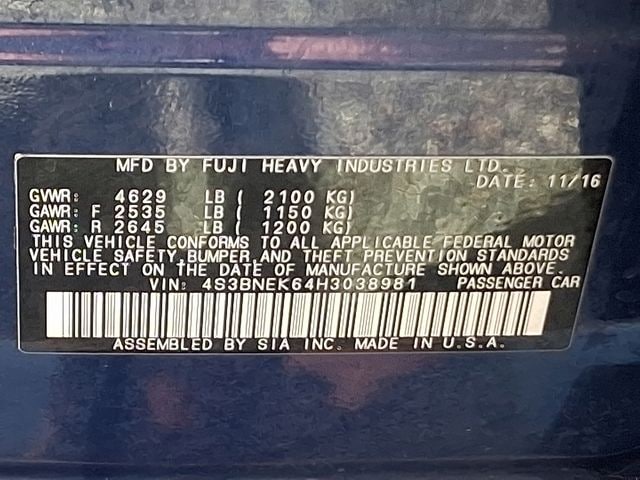 MFD BY FUJI HEAVY INDUSTRIES LTD.
DATE: 11/16
GVWR: 4629 LB ( 2100 KG)
GAWR: F 2535 LB ( 1150 KG)
GAWR: R 2645 LB ( 1200 KG)
THIS VEHICLE CONFORMS TO ALL APPLICABLE FEDERAL MOTOR
VEHICLE SAFETY, BUMPER, AND THEFT PREVENTION STANDARDS
IN EFFECT ON THE DATE OF MANUFACTURE SHOWN ABOVE.
VIN: 4S3BNEK64H3038981 PASSENGER CAR
ASSEMBLED BY SIA INC. MADE IN U.S.A.